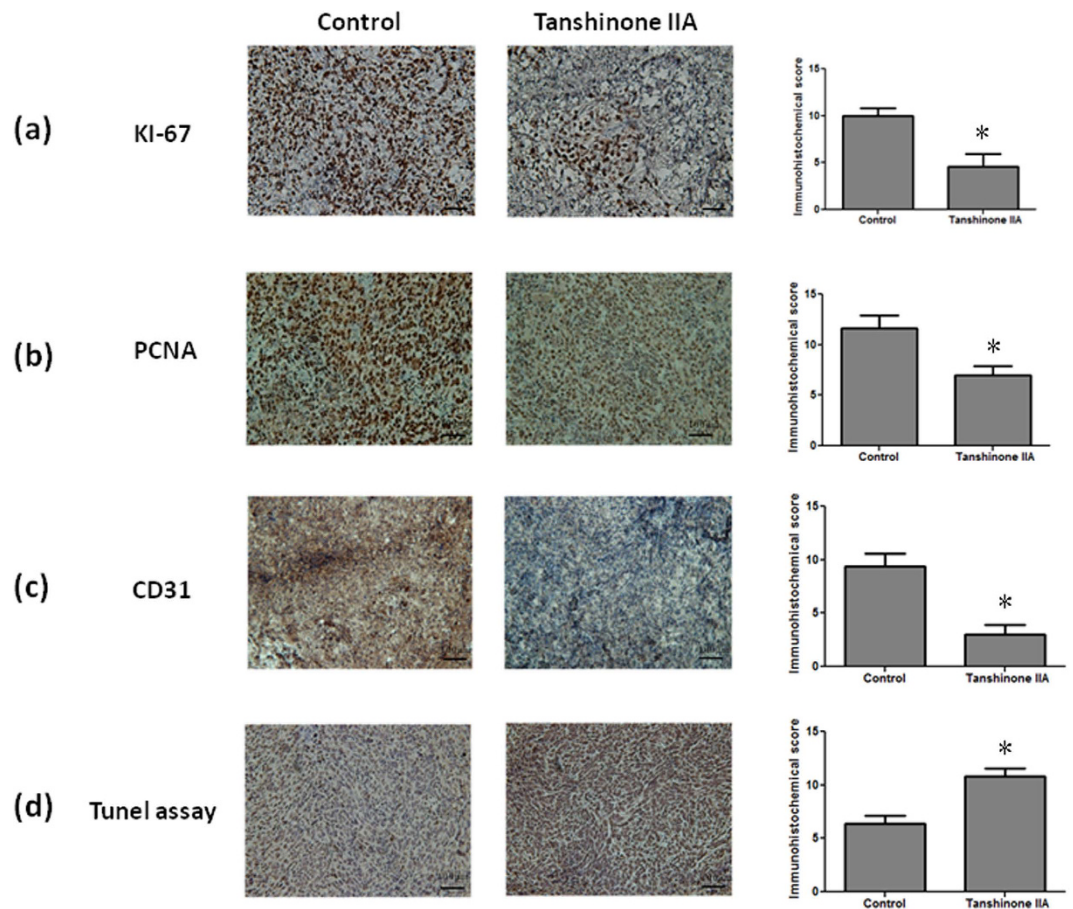 Control Tanshinone IIA
(a) KI-67
Immunohistochemical score
15
10
5
0
*
Control Tanshinone IIA
(b) PCNA
Immunohistochemical score
15
10
5
0
*
Control Tanshinone IIA
(c) CD31
Immunohistochemical score
15
10
5
0
*
Control Tanshinone IIA
(d) Tunel assay
Immunohistochemical score
15
10
5
0
*
Control Tanshinone IIA